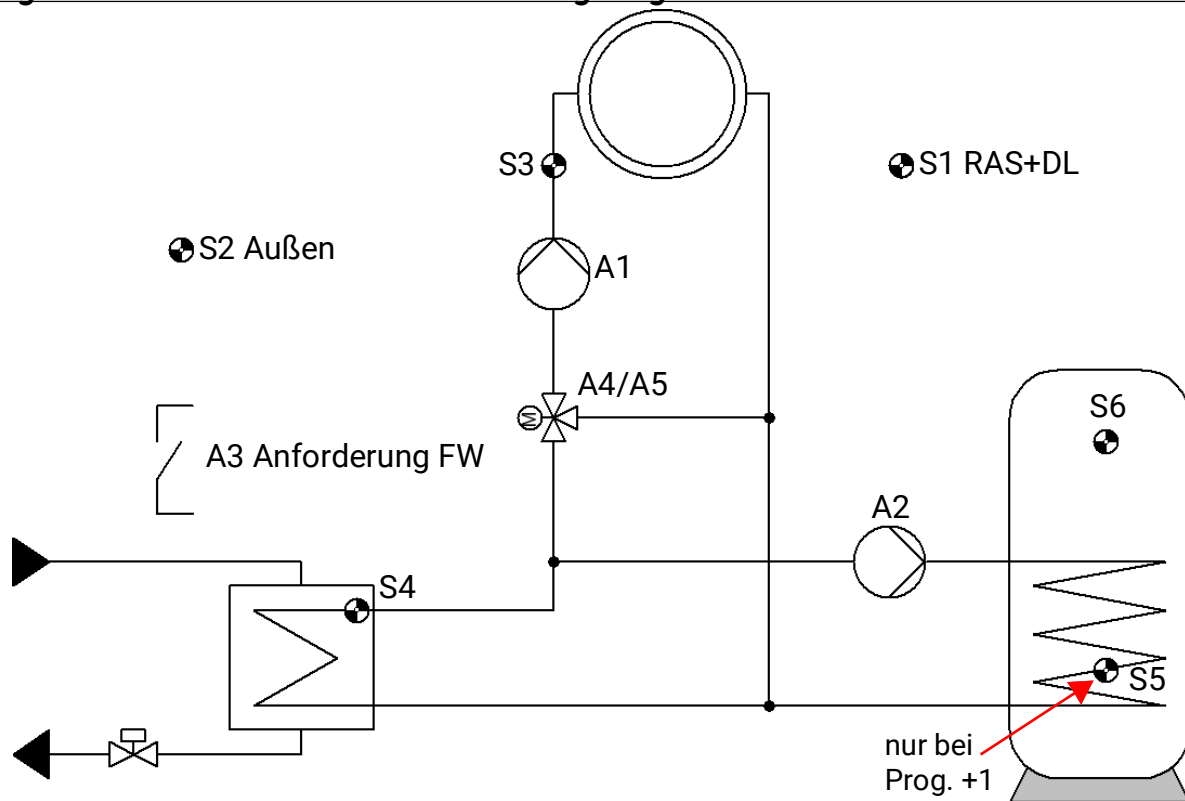 S3
S1 RAS+DL
S2 Außen
A1
A4/A5
M
S6
A3 Anforderung FW
A2
S4
S5
nur bei
Prog. +1